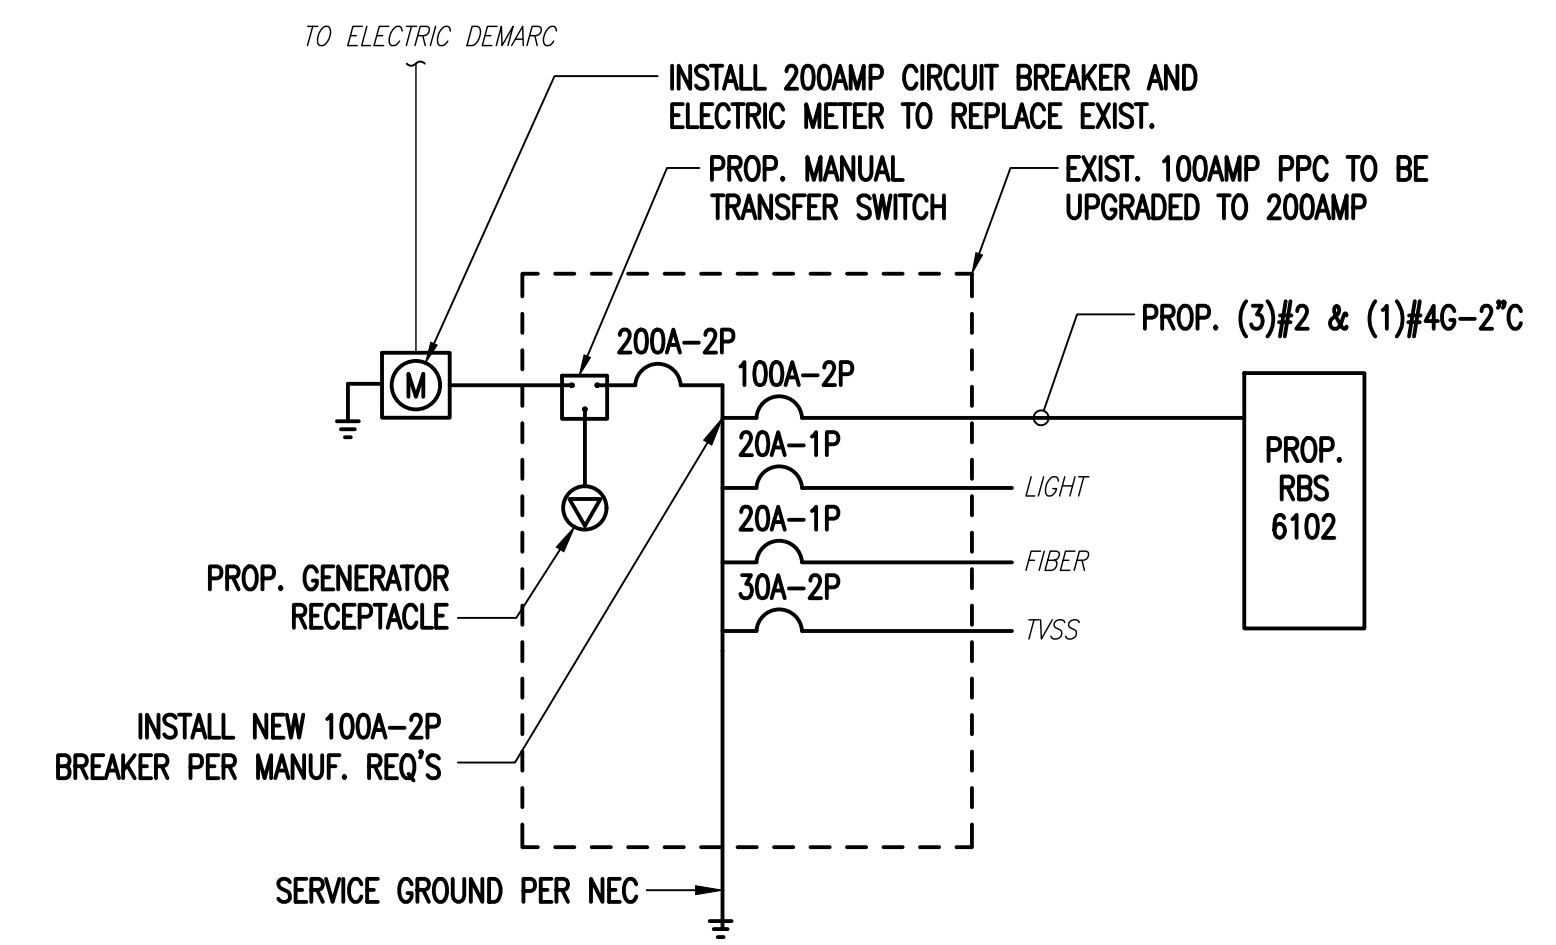 TO ELECTRIC DEMARC
INSTALL 200AMP CIRCUIT BREAKER AND
ELECTRIC METER TO REPLACE EXIST.
PROP. MANUAL
TRANSFER SWITCH
EXIST. 100AMP PPC TO BE
UPGRADED TO 200AMP
PROP. (3)#2 & (1)#4G-2"C
200A-2P
100A-2P
M
20A-1P
LIGHT
20A-1P
FIBER
30A-2P
TVSS
PROP.
RBS
6102
PROP. GENERATOR
RECEPTACLE
INSTALL NEW 100A-2P
BREAKER PER MANUF. REQ'S
SERVICE GROUND PER NEC